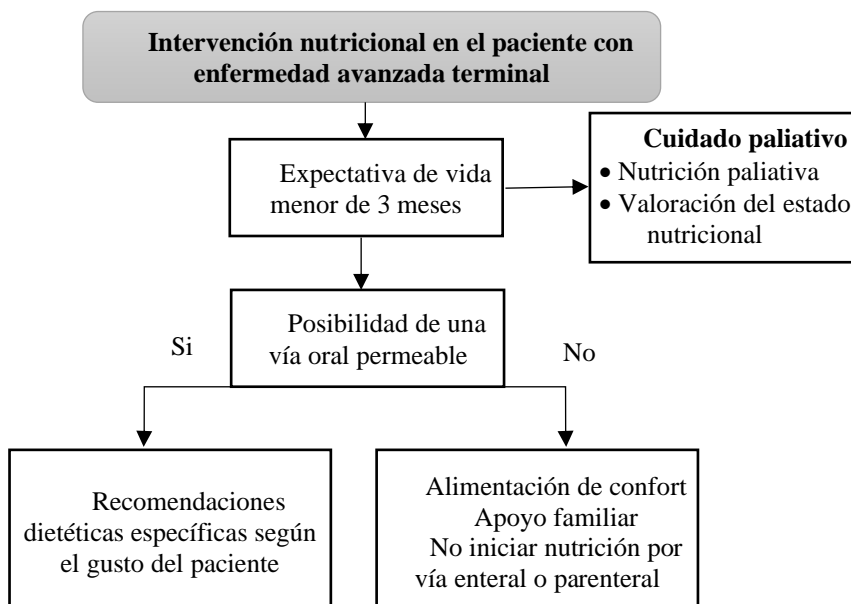 Intervención nutricional en el paciente con
enfermedad avanzada terminal
Expectativa de vida
menor de 3 meses
Cuidado paliativo
• Nutrición paliativa
• Valoración del estado
nutricional
Posibilidad de una
vía oral permeable
Si
No
Recomendaciones
dietéticas específicas según
el gusto del paciente
Alimentación de confort
Apoyo familiar
No iniciar nutrición por
vía enteral o parenteral